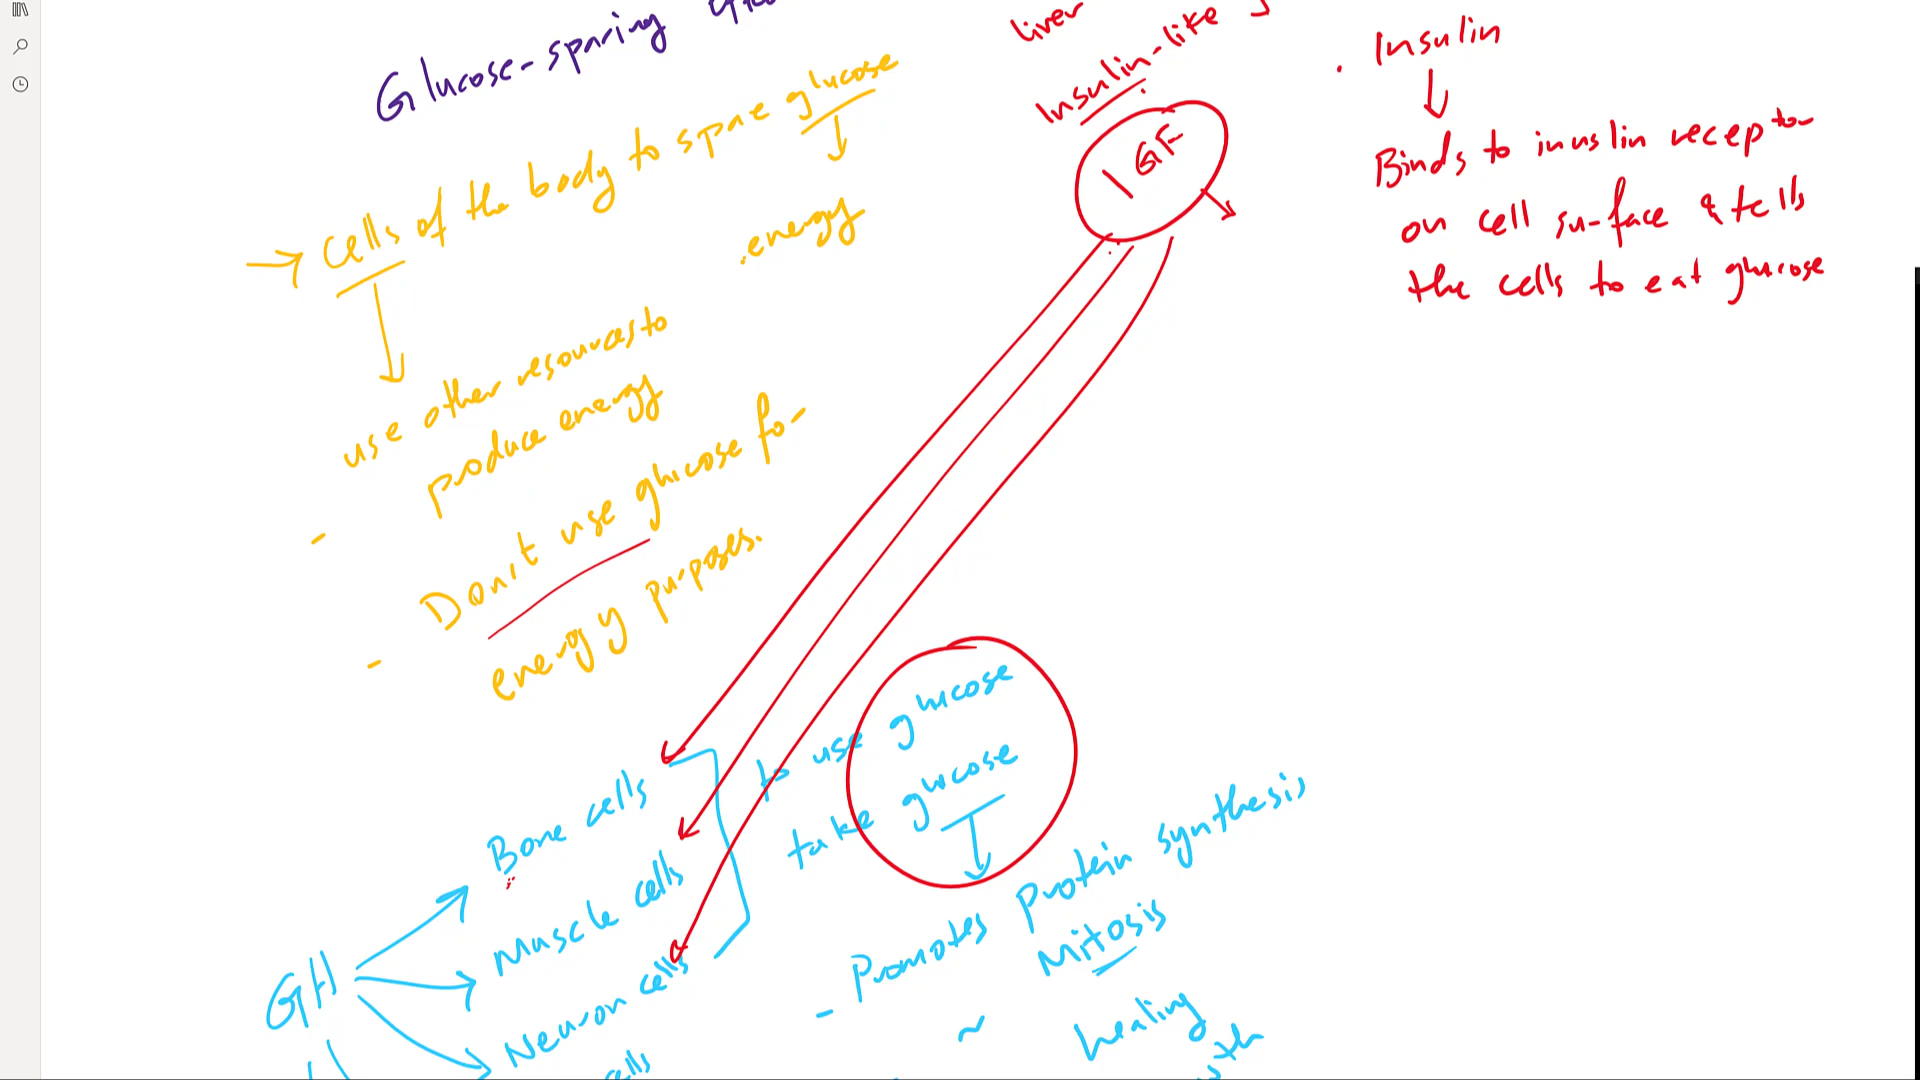 Glucose-sparing
→ Cells of the body to spare glucose
. energy
use other resources to
produce energy
- Don't use glucose for
- energy purposes.
liver
Insulin-like
IGF
. Insulin
Binds to inuslin receptor
on cell surface & tells
the cells to eat glucose
Bone cells
Muscle cells
Neuron cells
cells
GH
to use glucose
take glucose
- Promotes Protein synthesis
Mitosis
~ healing